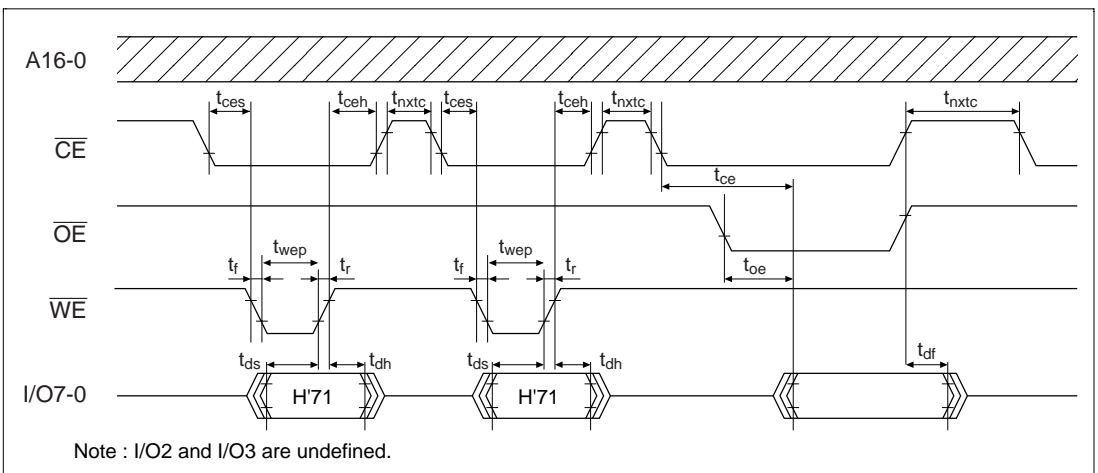 A16-0
tces tceh tnxtc tces tceh tnxtc tnxtc
CE
tce
OE
twep twep toe
tf tr tf tr
WE
tds tdh tds tdh tdf
I/O7-0 H'71 H'71
Note : I/O2 and I/O3 are undefined.